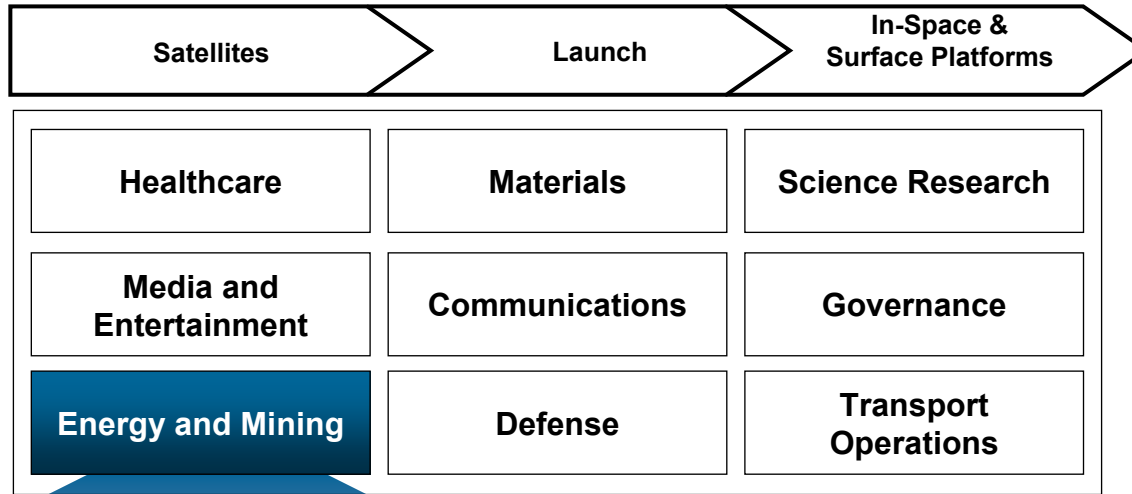 Satellites
Launch
In-Space &
Surface Platforms
Healthcare
Materials
Science Research
Media and
Entertainment
Communications
Governance
Energy and Mining
Defense
Transport
Operations